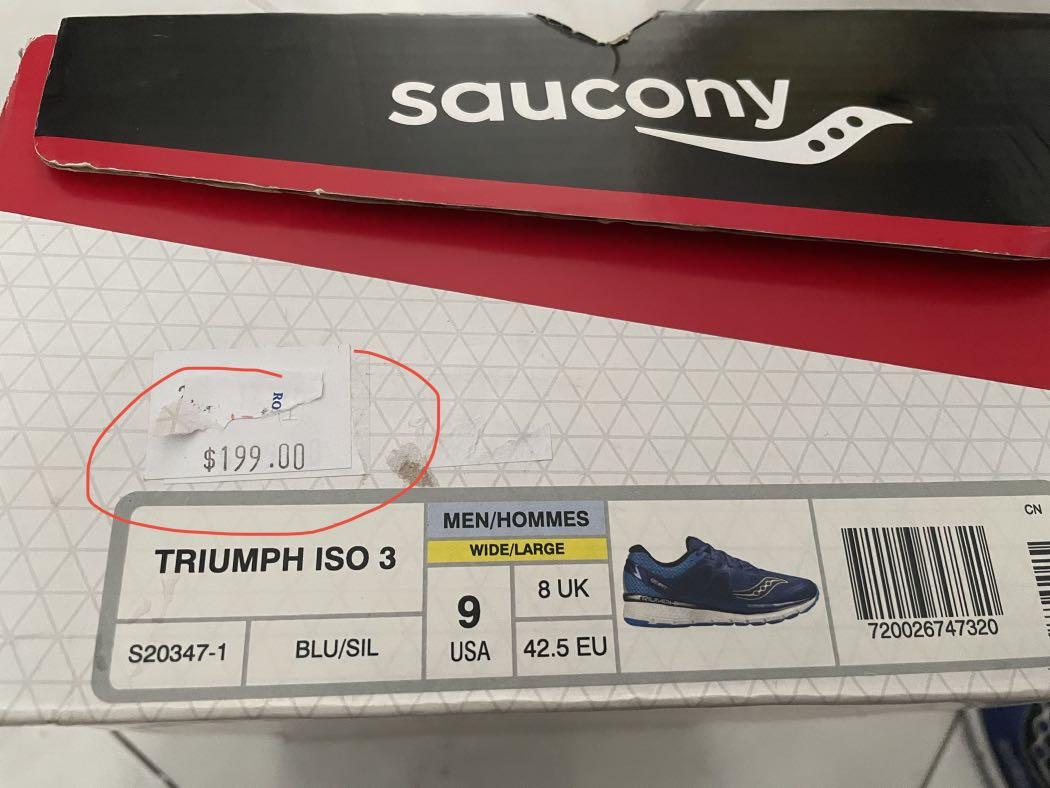 saucony
RO
$199.00
TRIUMPH ISO 3
S20347-1
BLU/SIL
MEN/HOMMES
WIDE/LARGE
9
USA
8 UK
42.5 EU
720026747320
CN